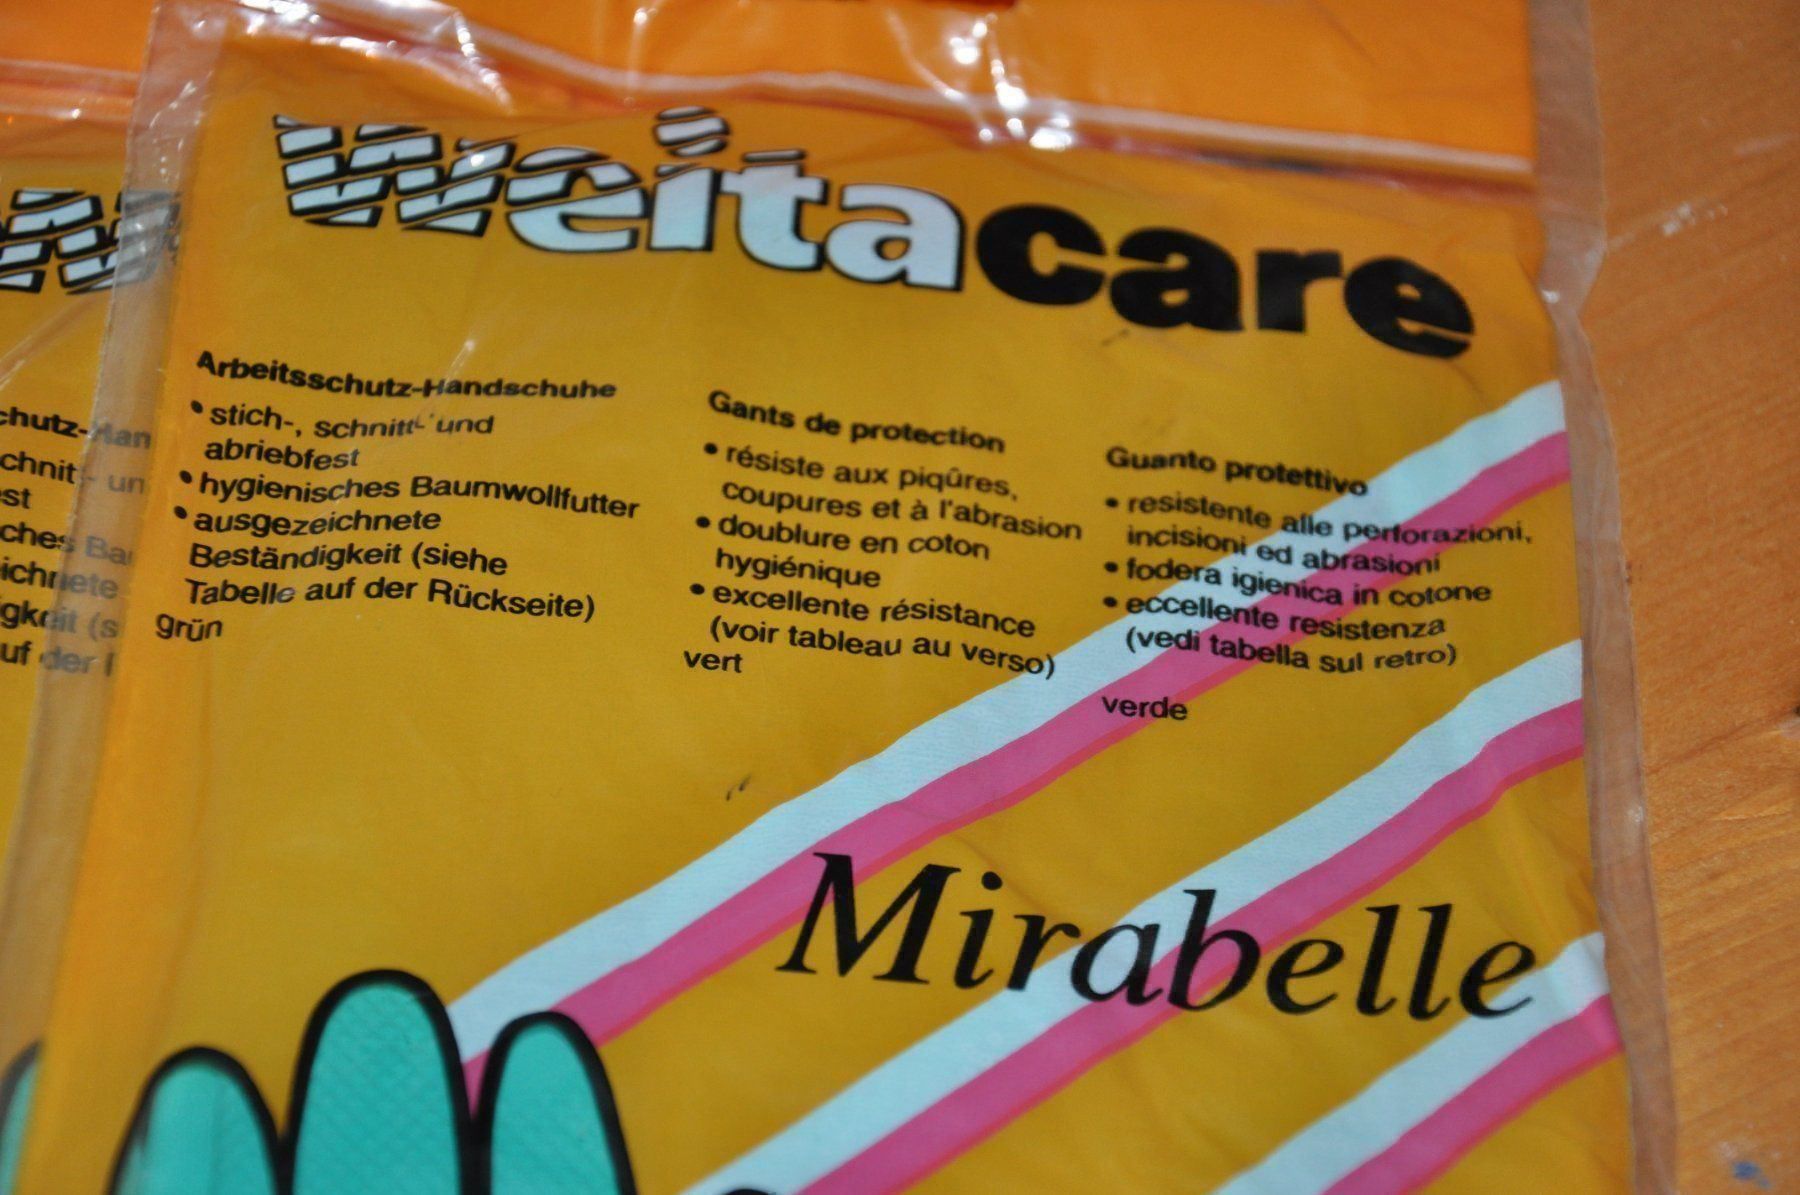 Weitacare
Arbeitsschutz-Handschuhe
• stich-, schnitt- und
abriebfest
• hygienisches Baumwollfutter
• ausgezeichnete
Beständigkeit (siehe
Tabelle auf der Rückseite)
grün
Gants de protection
• résiste aux piqûres,
coupures et à l'abrasion
• doublure en coton
hygiénique
• excellente résistance
(voir tableau au verso)
vert
Guanto protettivo
• resistente alle perforazioni,
incisioni ed abrasioni
• fodera igienica in cotone
• eccellente resistenza
(vedi tabella sul retro)
verde
Mirabelle